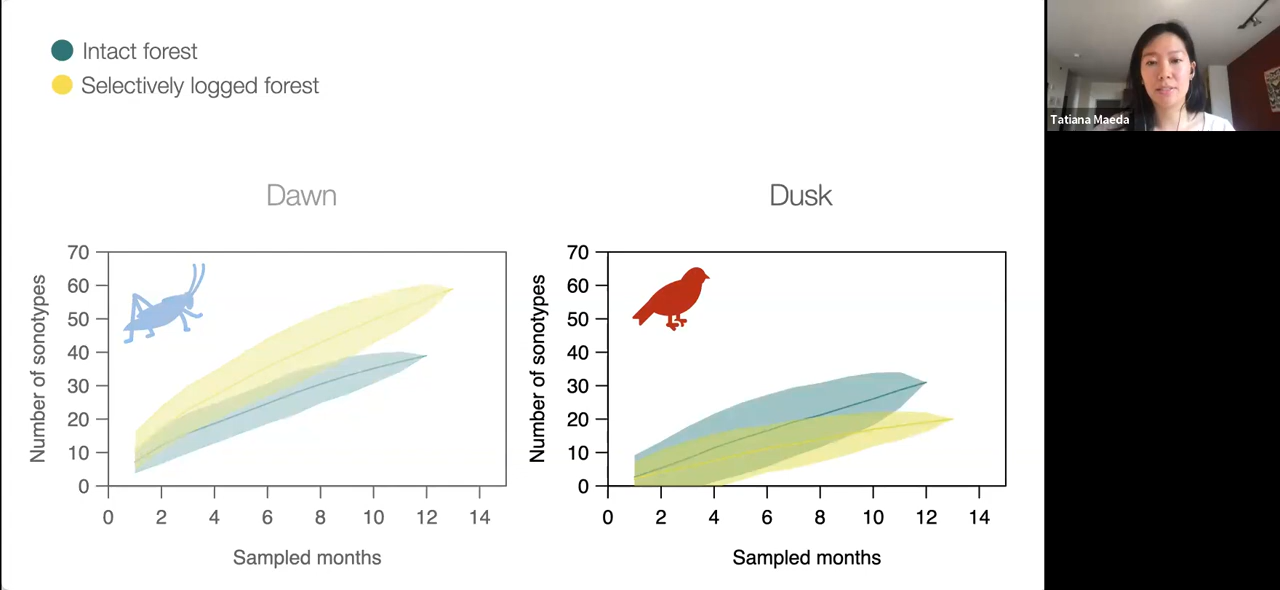 Intact forest
Selectively logged forest
Tatiana Maeda
Dawn
Dusk
Number of sonotypes
70
60
50
40
30
20
10
0
0 2 4 6 8 10 12 14
Sampled months
Number of sonotypes
70
60
50
40
30
20
10
0
0 2 4 6 8 10 12 14
Sampled months